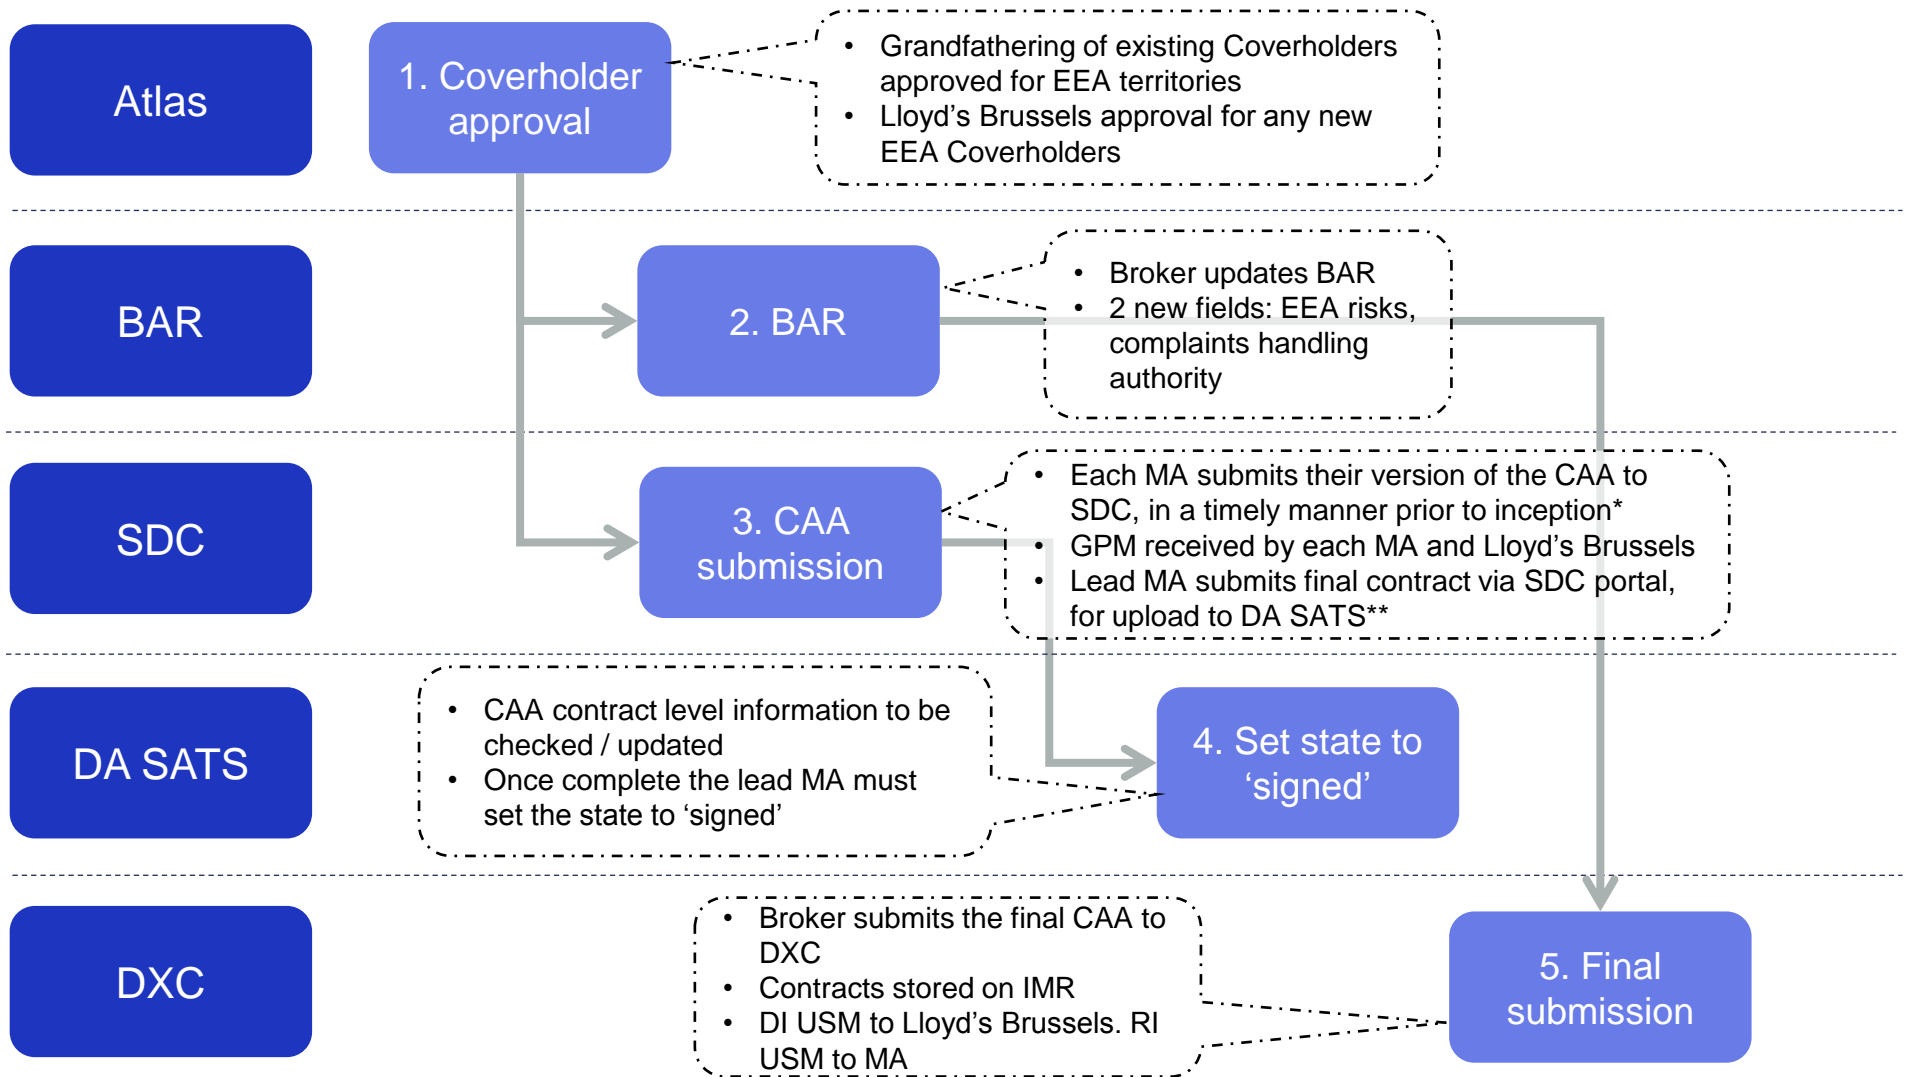 Atlas
1. Coverholder
approval
• Grandfathering of existing Coverholders
approved for EEA territories
• Lloyd’s Brussels approval for any new
EEA Coverholders
BAR
2. BAR
• Broker updates BAR
• 2 new fields: EEA risks,
complaints handling
authority
SDC
3. CAA
submission
• Each MA submits their version of the CAA to
SDC, in a timely manner prior to inception*
• GPM received by each MA and Lloyd’s Brussels
• Lead MA submits final contract via SDC portal,
for upload to DA SATS**
DA SATS
• CAA contract level information to be
checked / updated
• Once complete the lead MA must
set the state to ‘signed’
4. Set state to
‘signed’
DXC
• Broker submits the final CAA to
DXC
• Contracts stored on IMR
• DI USM to Lloyd’s Brussels. RI
USM to MA
5. Final
submission